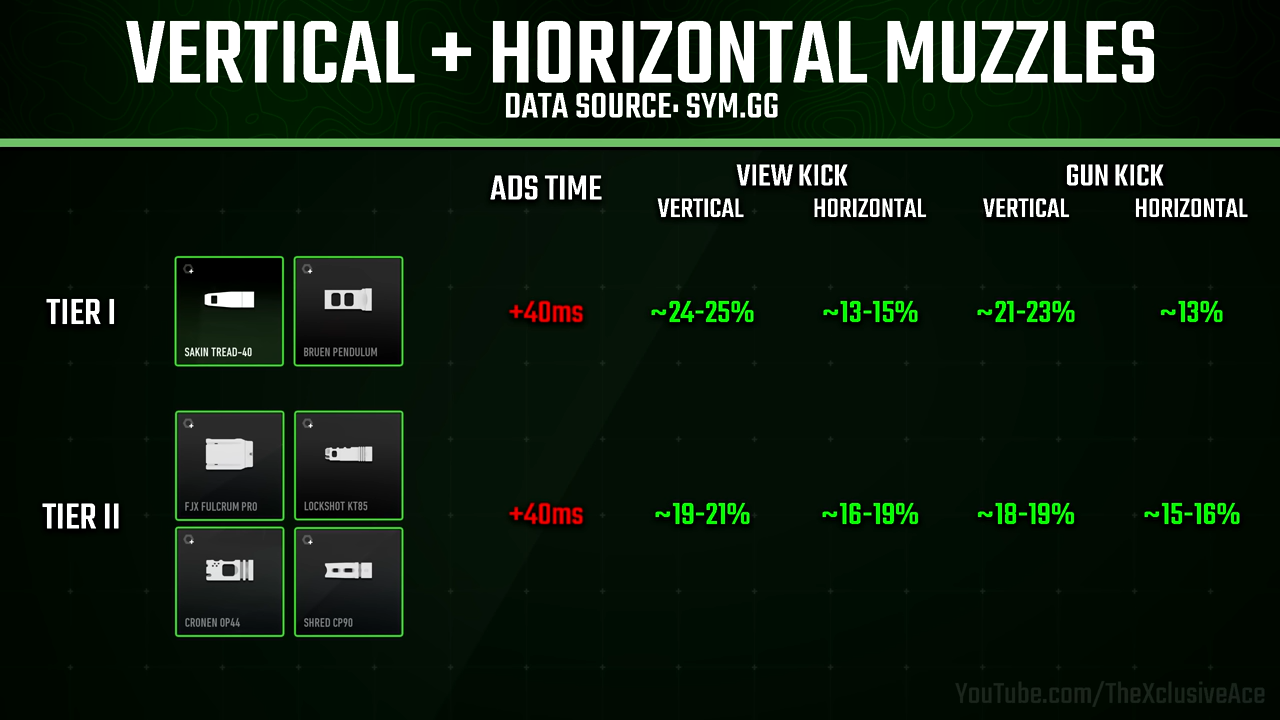 VERTICAL + HORIZONTAL MUZZLES
DATA SOURCE: SYM.GG
ADS TIME
VIEW KICK
GUN KICK
VERTICAL
HORIZONTAL
VERTICAL
HORIZONTAL
TIER I
SAKIN TREAD-40
BRUEN PENDULUM
+40ms
~24-25%
~13-15%
~21-23%
~13%
TIER II
FJX FULCRUM PRO
LOCKSHOT KT85
CRONEN OP44
SHRED CP90
+40ms
~19-21%
~16-19%
~18-19%
~15-16%
YouTube.com/TheXclusiveAce